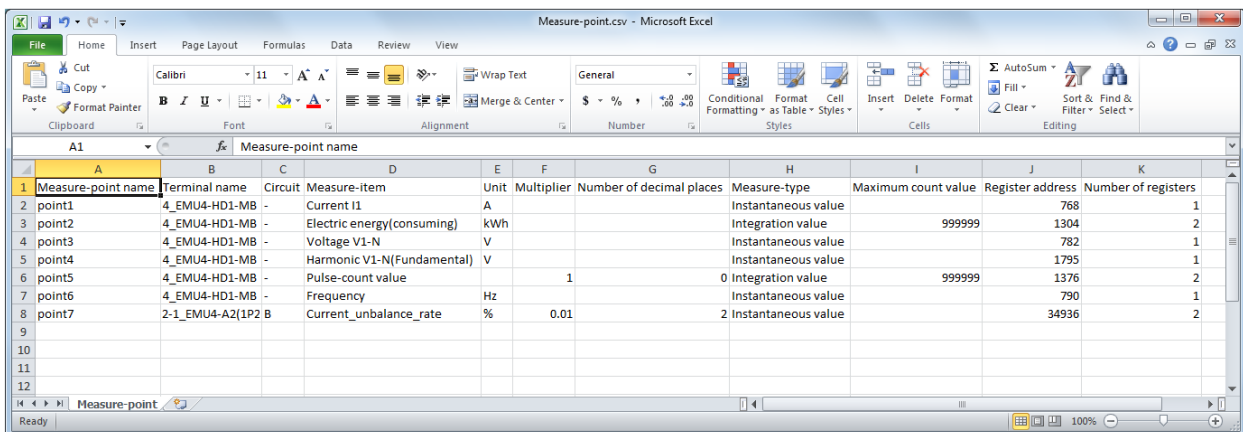 Measure-point.csv - Microsoft Excel
File Home Insert Page Layout Formulas Data Review View
Cut Calibri 11 Wrap Text General Σ AutoSum
Copy Fill
Paste Format Painter B I U Merge & Center $ % , Conditional Format Cell Insert Delete Format Clear Sort & Find &
Formatting as Table Styles Filter Select
Clipboard Font Alignment Number Styles Cells Editing
A1 fx Measure-point name
A B C D E F G H I J K
1 Measure-point name Terminal name Circuit Measure-item Unit Multiplier Number of decimal places Measure-type Maximum count value Register address Number of registers
2 point1 4_EMU4-HD1-MB - Current I1 A Instantaneous value 768 1
3 point2 4_EMU4-HD1-MB - Electric energy(consuming) kWh Integration value 999999 1304 2
4 point3 4_EMU4-HD1-MB - Voltage V1-N V Instantaneous value 782 1
5 point4 4_EMU4-HD1-MB - Harmonic V1-N(Fundamental) V Instantaneous value 1795 1
6 point5 4_EMU4-HD1-MB - Pulse-count value 1 0 Integration value 999999 1376 2
7 point6 4_EMU4-HD1-MB - Frequency Hz Instantaneous value 790 1
8 point7 2-1_EMU4-A2(1P2 B Current_unbalance_rate % 0.01 2 Instantaneous value 34936 2
9
10
11
12
Measure-point
Ready 100%